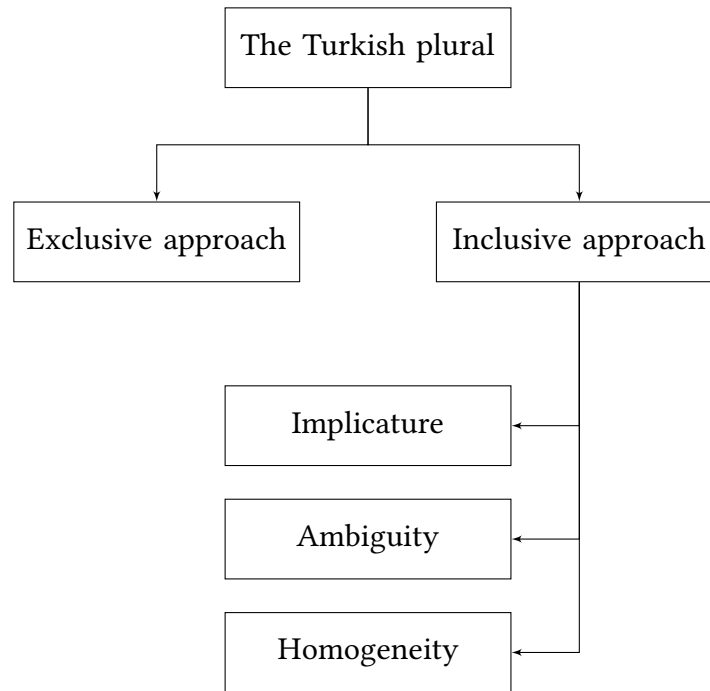 The Turkish plural
Exclusive approach
Inclusive approach
Implicature
Ambiguity
Homogeneity